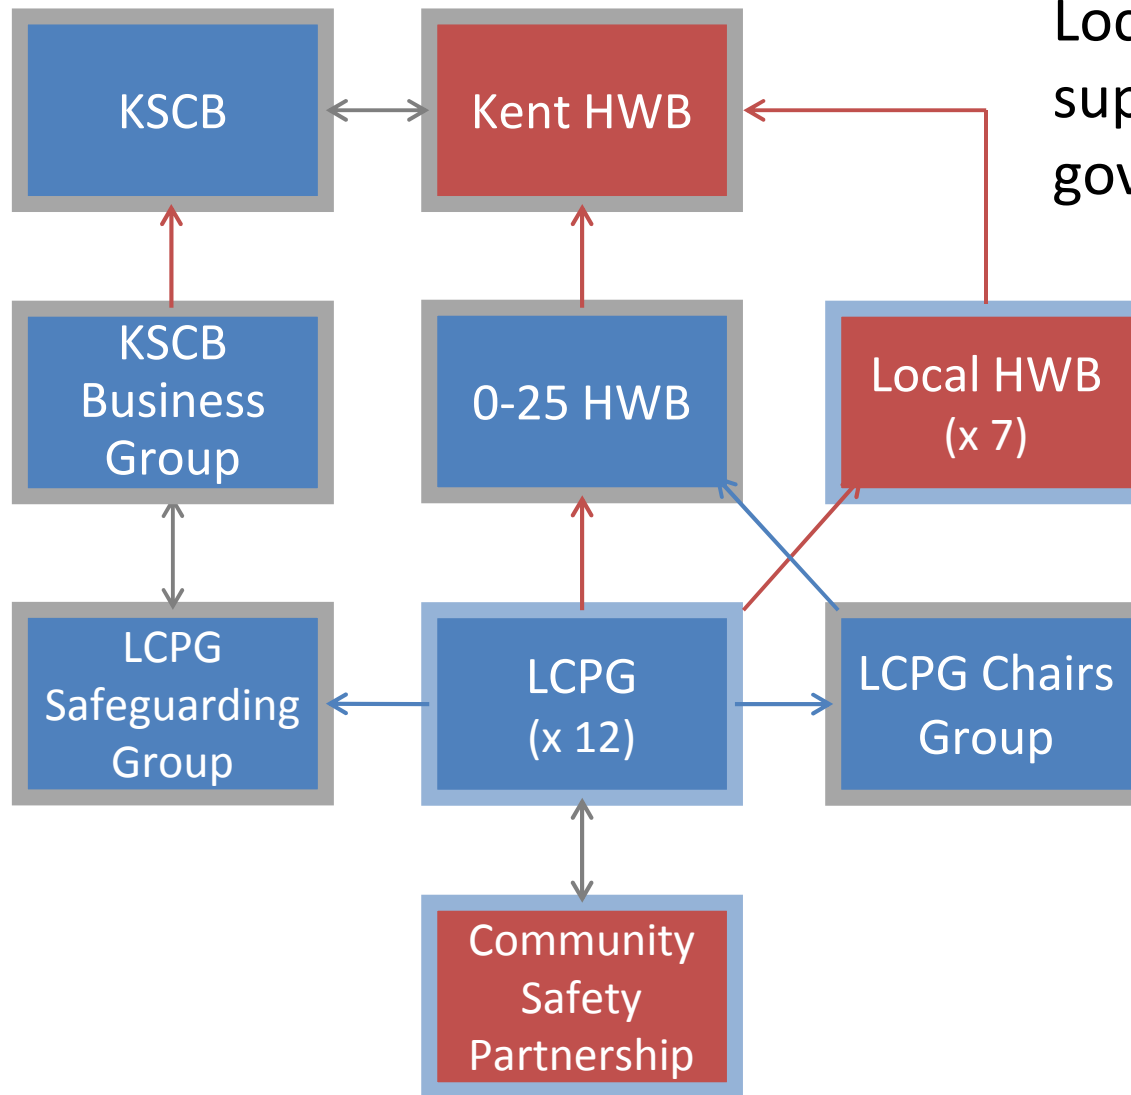 KSCB
Kent HWB
KSCB
Business
Group
0-25 HWB
Local HWB
(x 7)
LCPG
Safeguarding
Group
LCPG
(x 12)
LCPG Chairs
Group
Community
Safety
Partnership